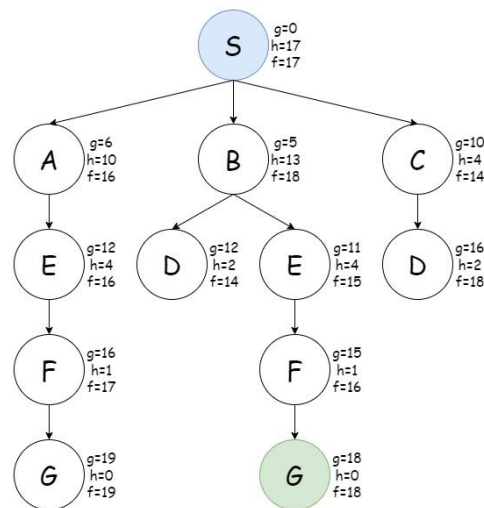 S
g=0
h=17
f=17
A
g=6
h=10
f=16
B
g=5
h=13
f=18
C
g=10
h=4
f=14
E
g=12
h=4
f=16
D
g=12
h=2
f=14
E
g=11
h=4
f=15
D
g=16
h=2
f=18
F
g=16
h=1
f=17
F
g=15
h=1
f=16
G
g=19
h=0
f=19
G
g=18
h=0
f=18